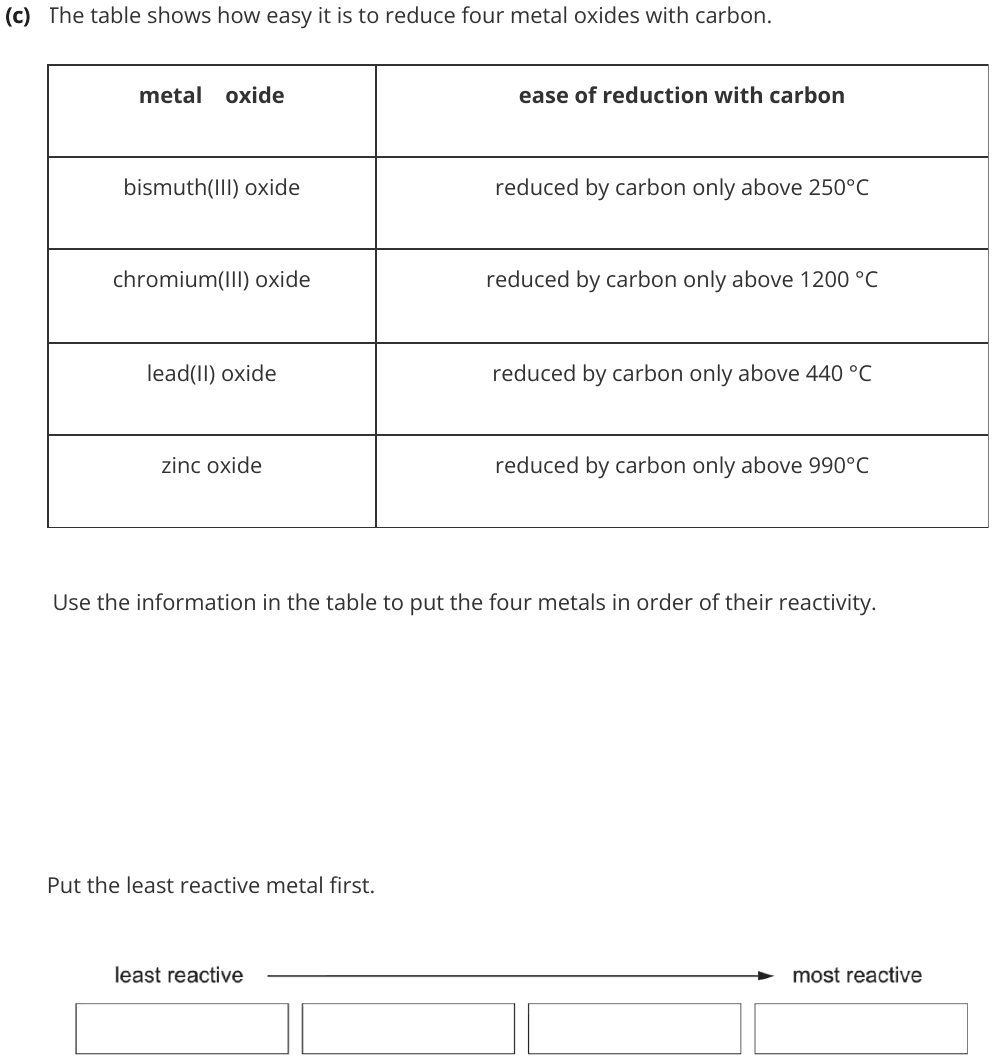 (c) The table shows how easy it is to reduce four metal oxides with carbon.
metal oxide ease of reduction with carbon
bismuth(III) oxide reduced by carbon only above 250°C
chromium(III) oxide reduced by carbon only above 1200 °C
lead(II) oxide reduced by carbon only above 440 °C
zinc oxide reduced by carbon only above 990°C
Use the information in the table to put the four metals in order of their reactivity.
Put the least reactive metal first.
least reactive most reactive